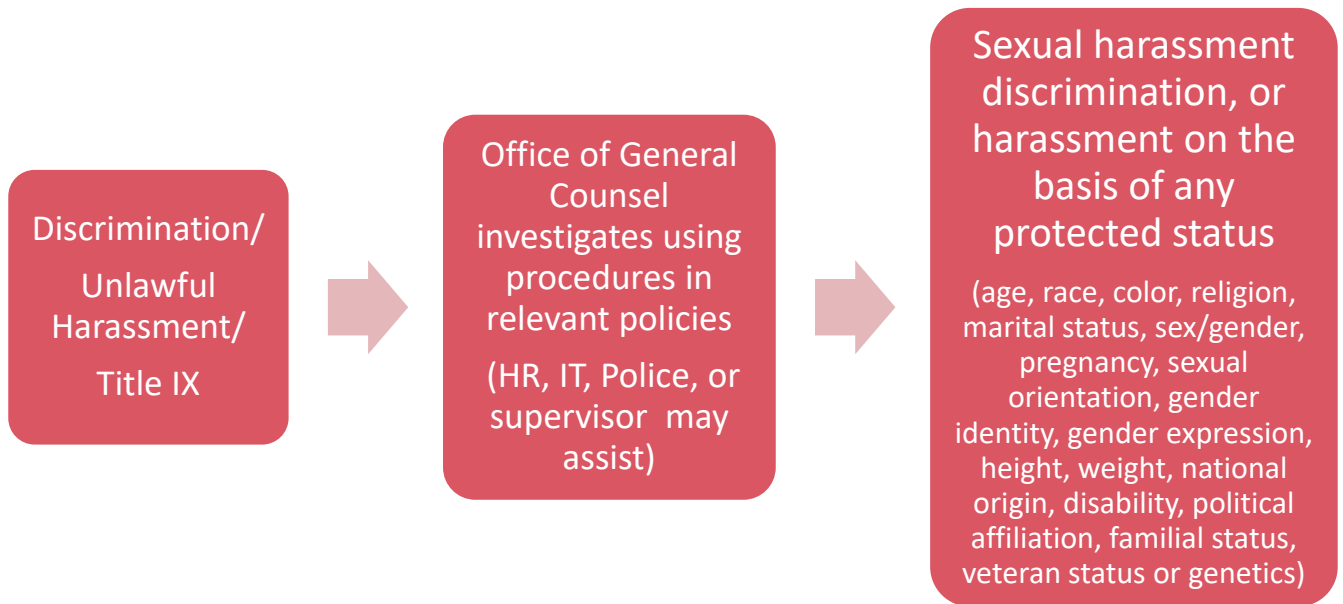 Discrimination/
Unlawful
Harassment/
Title IX
Office of General
Counsel
investigates using
procedures in
relevant policies
(HR, IT, Police, or
supervisor may
assist)
Sexual harassment
discrimination, or
harassment on the
basis of any
protected status
(age, race, color, religion,
marital status, sex/gender,
pregnancy, sexual
orientation, gender
identity, gender expression,
height, weight, national
origin, disability, political
affiliation, familial status,
veteran status or genetics)